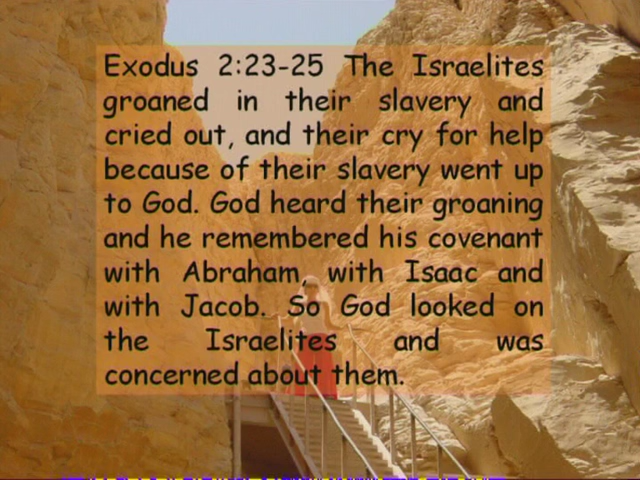 Exodus 2:23-25 The Israelites
groaned in their slavery and
cried out, and their cry for help
because of their slavery went up
to God. God heard their groaning
and he remembered his covenant
with Abraham, with Isaac and
with Jacob. So God looked on
the Israelites and was
concerned about them.